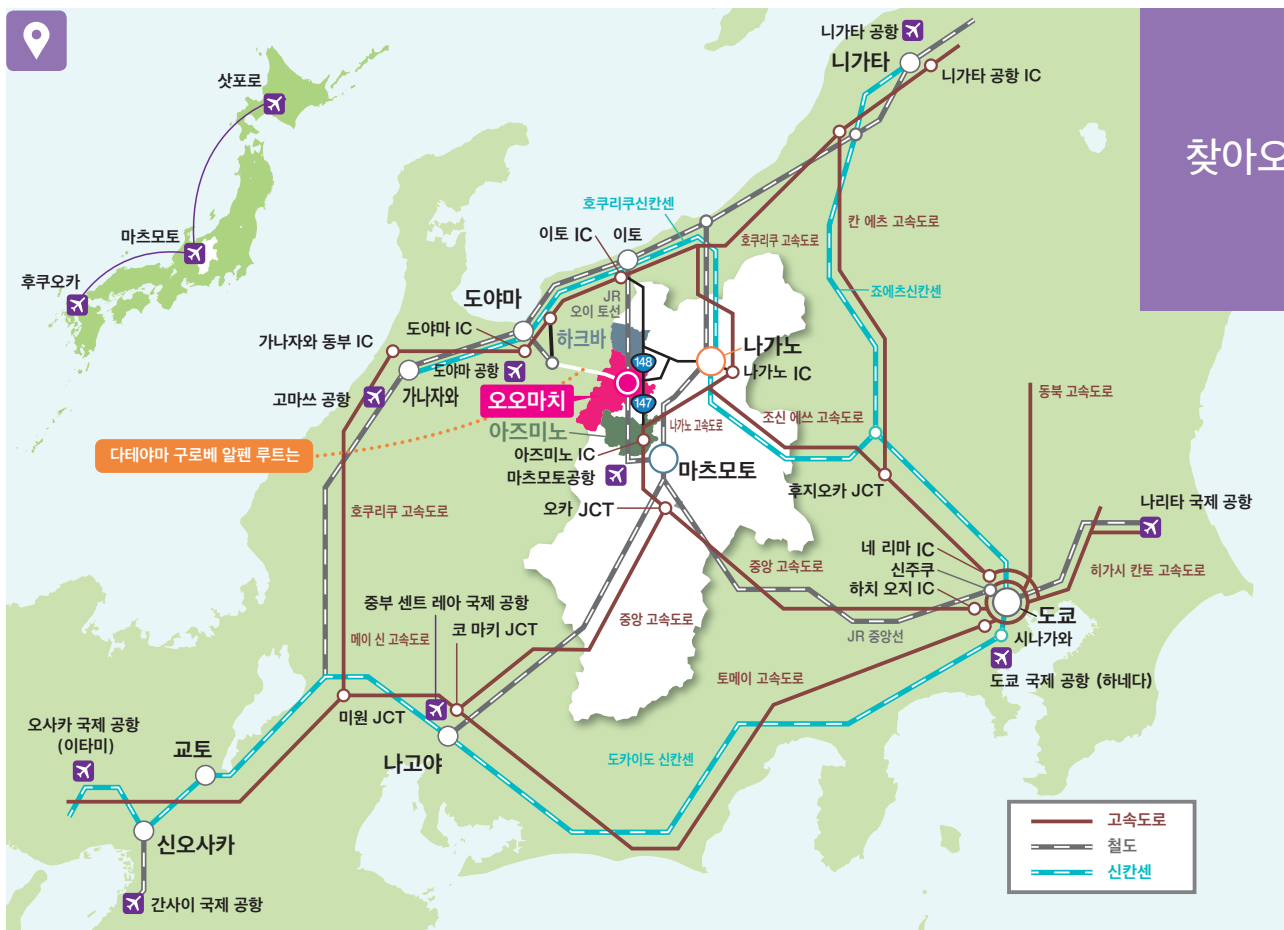 니가타 공항
니가타
니가타 공항 IC
찾아오
삿포로
마츠모토
후쿠오카
호쿠리쿠신칸센
이토 IC
이토
호쿠리쿠 고속도로
칸 에츠 고속도로
죠에츠신칸센
JR
오이 토선
도야마
도야마 IC
하크바
가나자와 동부 IC
도야마 공항
148
나가노
나가노 IC
고마쓰 공항
가나자와
오오마치
147
동북 고속도로
조신 에쓰 고속도로
나가노 고속도로
아즈미노
아즈미노 IC
다테야마 구로베 알펜 루트는
마츠모토공항
마츠모토
후지오카 JCT
나리타 국제 공항
호쿠리쿠 고속도로
오카 JCT
네 리마 IC
신주쿠
하치 오지 IC
중앙 고속도로
히가시 칸토 고속도로
중부 센트 레아 국제 공항
코 마키 JCT
메이 신 고속도로
중앙 고속도로
JR 중앙선
도쿄
시나가와
도쿄 국제 공항 (하네다)
토메이 고속도로
미원 JCT
오사카 국제 공항
(이타미)
교토
나고야
도카이도 신칸센
신오사카
간사이 국제 공항
고속도로
철도
신칸센